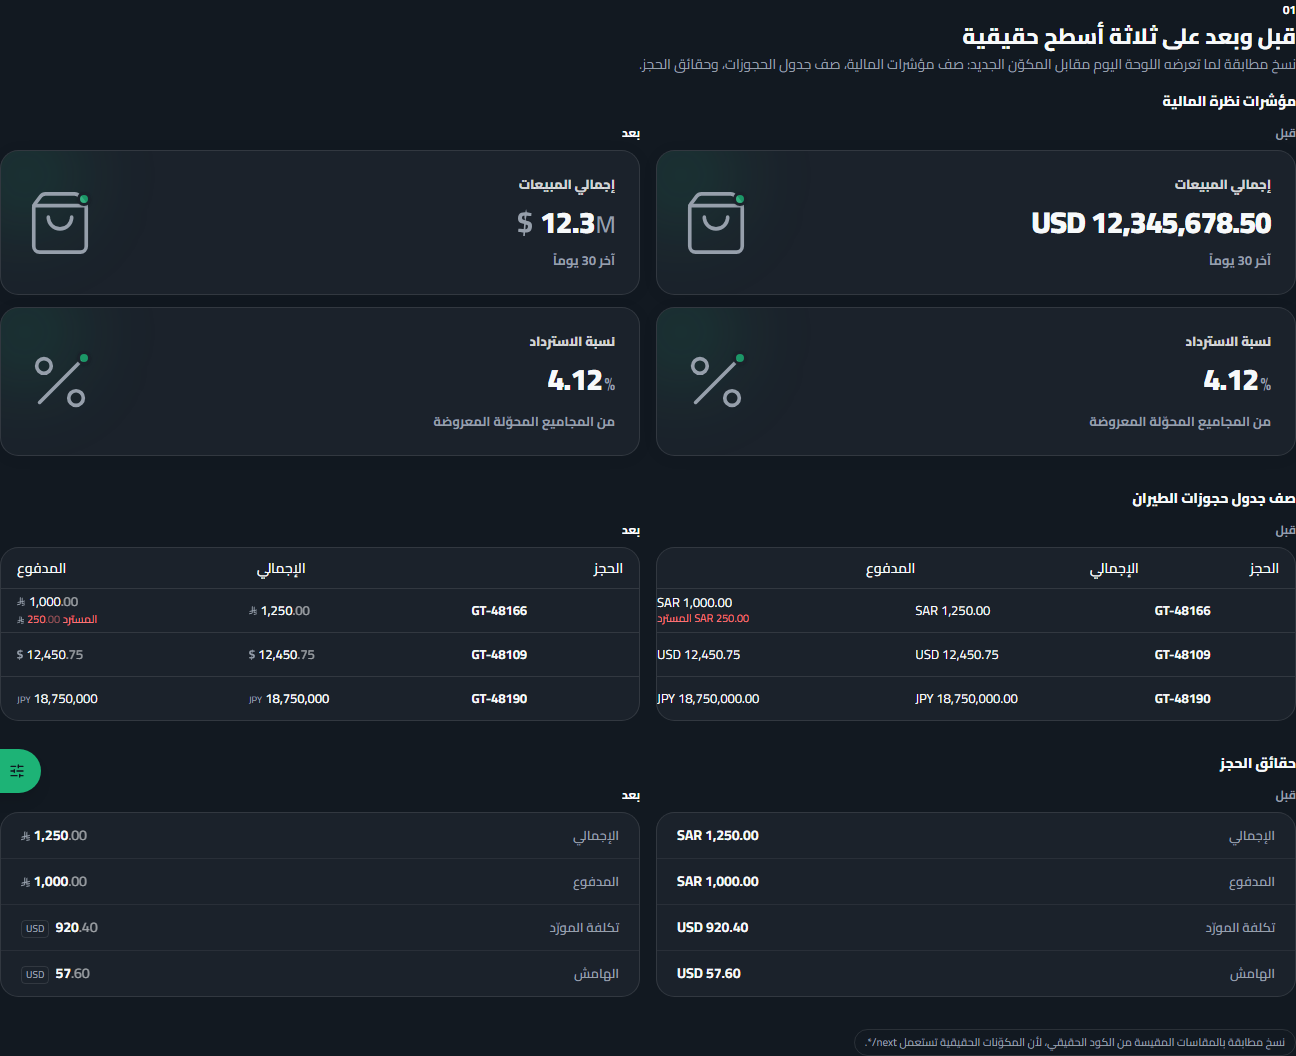 01
قبل وبعد على ثلاثة أسطح حقيقية
نسخ مطابقة لما تعرضه اللوحة اليوم مقابل المكوّن الجديد: صف مؤشرات المالية، صف جدول الحجوزات، وحقائق الحجز.
مؤشرات نظرة المالية
قبل
إجمالي المبيعات
USD 12,345,678.50
آخر 30 يوماً
نسبة الاسترداد
4.12%
من المجاميع المحوّلة المعروضة
بعد
إجمالي المبيعات
$ 12.3M
آخر 30 يوماً
نسبة الاسترداد
4.12%
من المجاميع المحوّلة المعروضة
صف جدول حجوزات الطيران
قبل
الحجز الإجمالي المدفوع
GT-48166 SAR 1,250.00 SAR 1,000.00
المسترد SAR 250.00
GT-48109 USD 12,450.75 USD 12,450.75
GT-48190 JPY 18,750,000.00 JPY 18,750,000.00
بعد
الحجز الإجمالي المدفوع
GT-48166 ⃁ 1,250.00 ⃁ 1,000.00
المسترد ⃁ 250.00
GT-48109 $ 12,450.75 $ 12,450.75
GT-48190 JPY 18,750,000 JPY 18,750,000
حقائق الحجز
قبل
الإجمالي SAR 1,250.00
المدفوع SAR 1,000.00
تكلفة المورّد USD 920.40
الهامش USD 57.60
بعد
الإجمالي ⃁ 1,250.00
المدفوع ⃁ 1,000.00
تكلفة المورّد USD 920.40
الهامش USD 57.60
نسخ مطابقة بالمقاسات المقيسة من الكود الحقيقي، لأن المكوّنات الحقيقية تستعمل next/*.